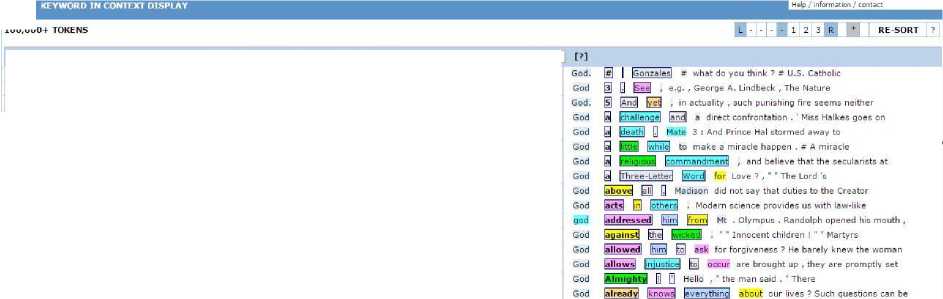 KEYWORD IN CONTEXT DISPLAY
Help / information / contact
100,000+ TOKENS
L - - - - 1 2 3 R * RE-SORT ?
[?]
God. # | Gonzales # what do you think ? # U.S. Catholic
God 3 . See , e.g. , George A. Lindbeck , The Nature
God. 5 And yet , in actuality , such punishing fire seems neither
God a challenge and a direct confrontation . ' Miss Halkes goes on
God a death . Mate 3 : And Prince Hal stormed away to
God a little while to make a miracle happen . # A miracle
God a religious commandment , and believe that the secularists at
God a Three-Letter Word for Love ? , " " The Lord 's
God above all . Madison did not say that duties to the Creator
God acts in others . Modern science provides us with law-like
god addressed him from Mt . Olympus . Randolph opened his mouth ,
God against the wicked , " " Innocent children ! " " Martyrs
God allowed him to ask for forgiveness ? He barely knew the woman
God allows injustice to occur are brought up , they are promptly set
God Almighty Hello , " the man said . " There
God already knows everything about our lives ? Such questions can be